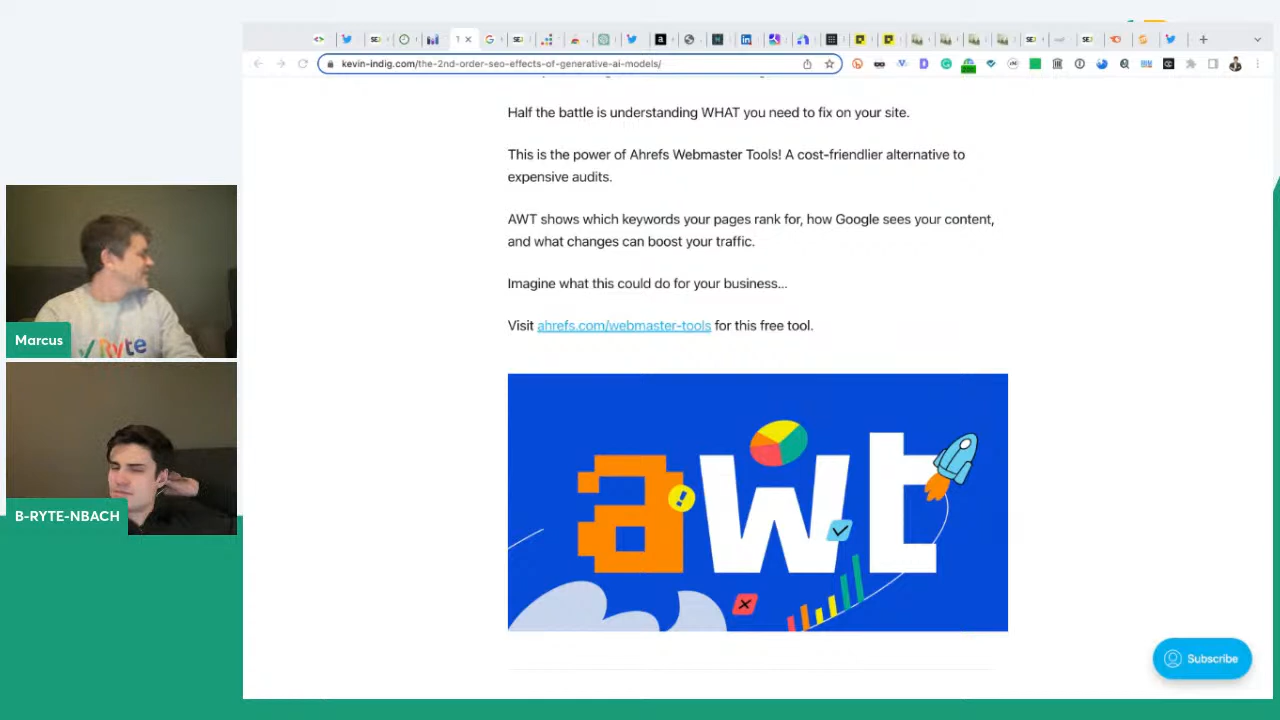 kevin-indig.com/the-2nd-order-seo-effects-of-generative-ai-models/
Half the battle is understanding WHAT you need to fix on your site.
This is the power of Ahrefs Webmaster Tools! A cost-friendlier alternative to
expensive audits.
AWT shows which keywords your pages rank for, how Google sees your content,
and what changes can boost your traffic.
Imagine what this could do for your business...
Visit ahrefs.com/webmaster-tools for this free tool.
awt
Subscribe
Ryte
Marcus
B-RYTE-NBACH